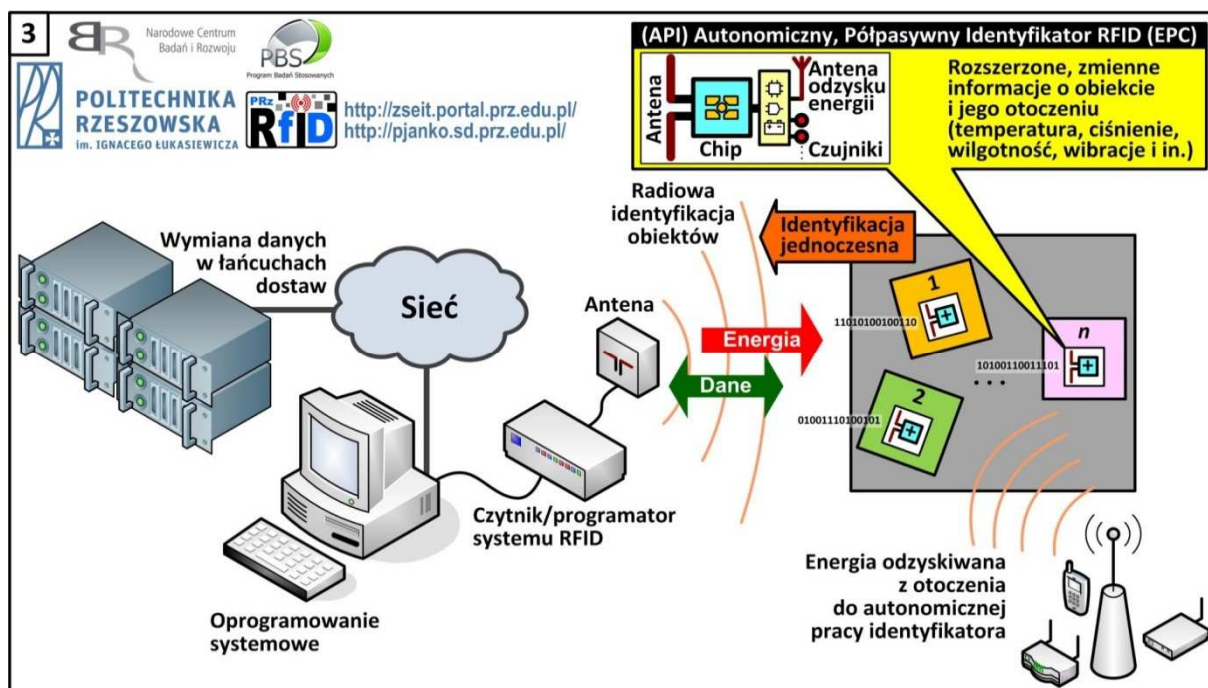 3
BR
Narodowe Centrum
Badań i Rozwoju
PBS
Program Badań Stosowanych
POLITECHNIKA
RZESZOWSKA
im. IGNACEGO ŁUKASIEWICZA
PRz
RfID
http://zseit.portal.prz.edu.pl/
http://pjanko.sd.prz.edu.pl/
(API) Autonomiczny, Półpasywny Identyfikator RFID (EPC)
Antena
Chip
Antena
odzysku
energii
Czujniki
Rozszerzone, zmienne
informacje o obiekcie
i jego otoczeniu
(temperatura, ciśnienie,
wilgotność, wibracje i in.)
Wymiana danych
w łańcuchach
dostaw
Sieć
Antena
Radiowa
identyfikacja
obiektów
Identyfikacja
jednoczesna
Energia
Dane
1
11010100100110
2
01001110100101
n
10100110011101
...
Czytnik/programator
systemu RFID
Oprogramowanie
systemowe
Energia odzyskiwana
z otoczenia
do autonomicznej
pracy identyfikatora